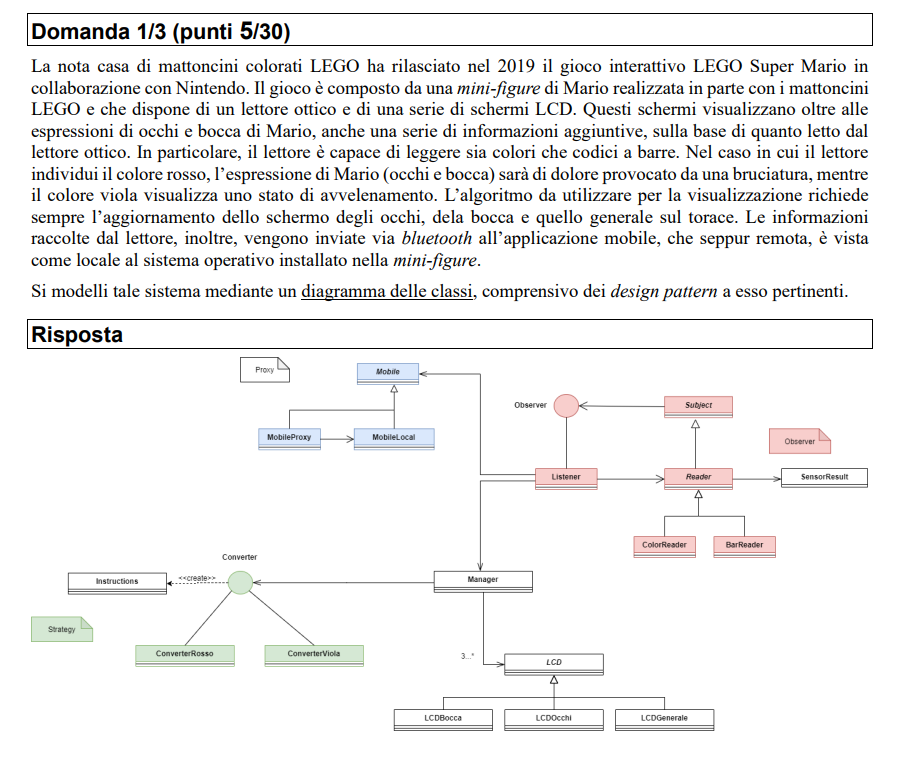 Domanda 1/3 (punti 5/30)
La nota casa di mattoncini colorati LEGO ha rilasciato nel 2019 il gioco interattivo LEGO Super Mario in
collaborazione con Nintendo. Il gioco è composto da una mini-figure di Mario realizzata in parte con i mattoncini
LEGO e che dispone di un lettore ottico e di una serie di schermi LCD. Questi schermi visualizzano oltre alle
espressioni di occhi e bocca di Mario, anche una serie di informazioni aggiuntive, sulla base di quanto letto dal
lettore ottico. In particolare, il lettore è capace di leggere sia colori che codici a barre. Nel caso in cui il lettore
individui il colore rosso, l'espressione di Mario (occhi e bocca) sarà di dolore provocato da una bruciatura, mentre
il colore viola visualizza uno stato di avvelenamento. L'algoritmo da utilizzare per la visualizzazione richiede
sempre l'aggiornamento dello schermo degli occhi, dela bocca e quello generale sul torace. Le informazioni
raccolte dal lettore, inoltre, vengono inviate via bluetooth all'applicazione mobile, che seppur remota, è vista
come locale al sistema operativo installato nella mini-figure.
Si modelli tale sistema mediante un diagramma delle classi, comprensivo dei design pattern a esso pertinenti.
Risposta
Proxy
Mobile
Observer
Subject
MobileProxy
MobileLocal
Observer
Listener
Reader
SensorResult
ColorReader
BarReader
Converter
Instructions
<<create>>
Manager
Strategy
ConverterRosso
ConverterViola
3...*
LCD
LCDBocca
LCDOcchi
LCDGenerale